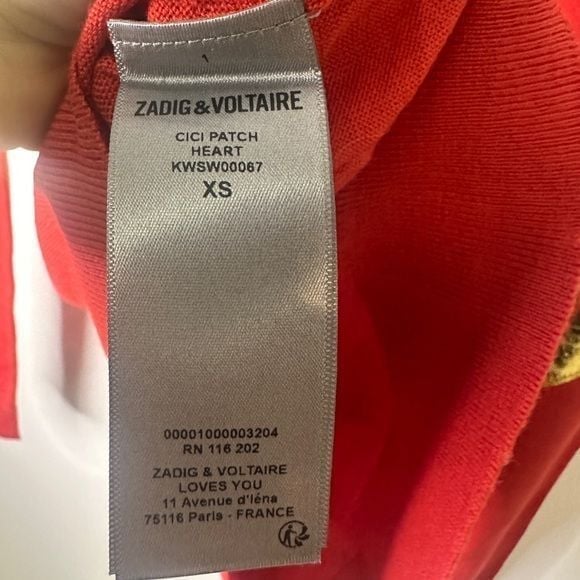 ZADIG & VOLTAIRE
CICI PATCH
HEART
KWSW00067
XS
00001000003204
RN 116 202
ZADIG & VOLTAIRE
LOVES YOU
11 Avenue d'Iéna
75116 Paris - FRANCE